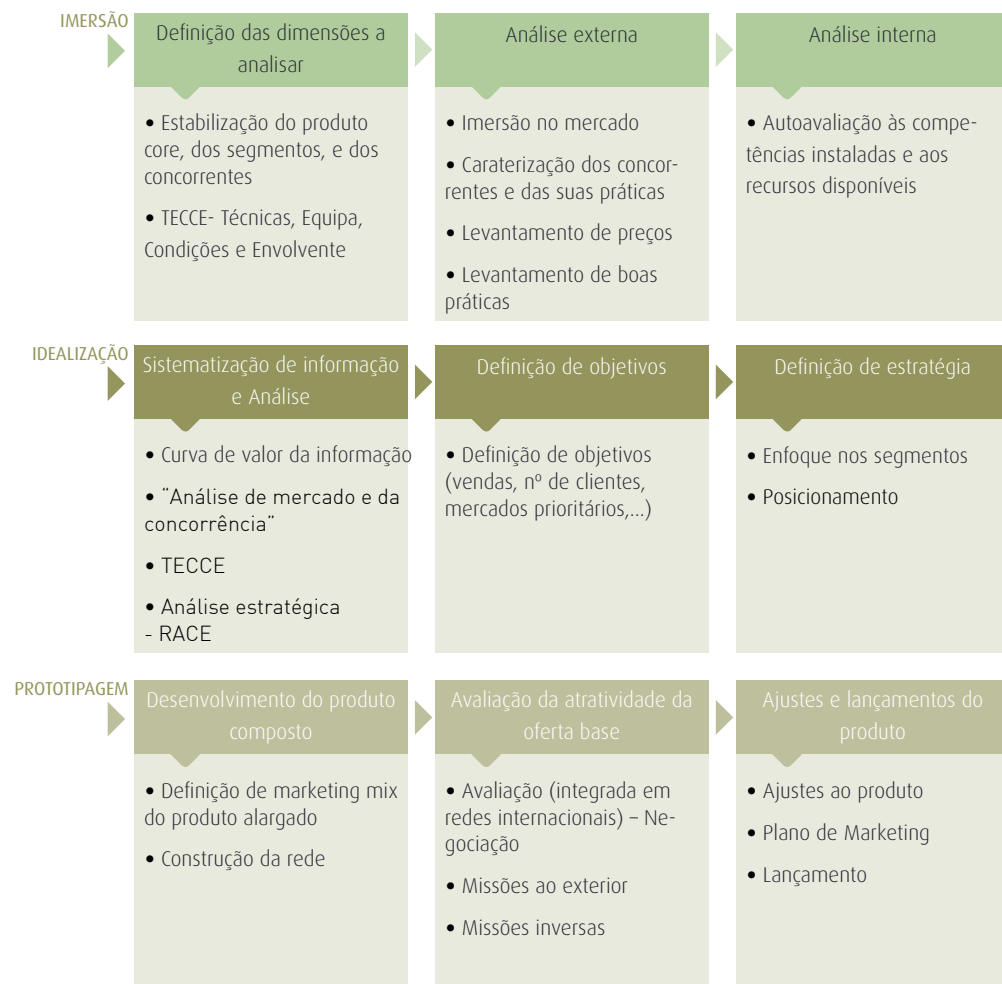 IMERSÃO
Definição das dimensões a
analisar
• Estabilização do produto
core, dos segmentos, e dos
concorrentes
• TECCE- Técnicas, Equipa,
Condições e Envolvente
Análise externa
• Imersão no mercado
• Caraterização dos concor-
rentes e das suas práticas
• Levantamento de preços
• Levantamento de boas
práticas
Análise interna
• Autoavaliação às compe-
tências instaladas e aos
recursos disponíveis
IDEALIZAÇÃO
Sistematização de informação
e Análise
• Curva de valor da informação
• “Análise de mercado e da
concorrência”
• TECCE
• Análise estratégica
- RACE
Definição de objetivos
• Definição de objetivos
(vendas, nº de clientes,
mercados prioritários,...)
Definição de estratégia
• Enfoque nos segmentos
• Posicionamento
PROTOTIPAGEM
Desenvolvimento do produto
composto
• Definição de marketing mix
do produto alargado
• Construção da rede
Avaliação da atratividade da
oferta base
• Avaliação (integrada em
redes internacionais) – Ne-
gociação
• Missões ao exterior
• Missões inversas
Ajustes e lançamentos do
produto
• Ajustes ao produto
• Plano de Marketing
• Lançamento